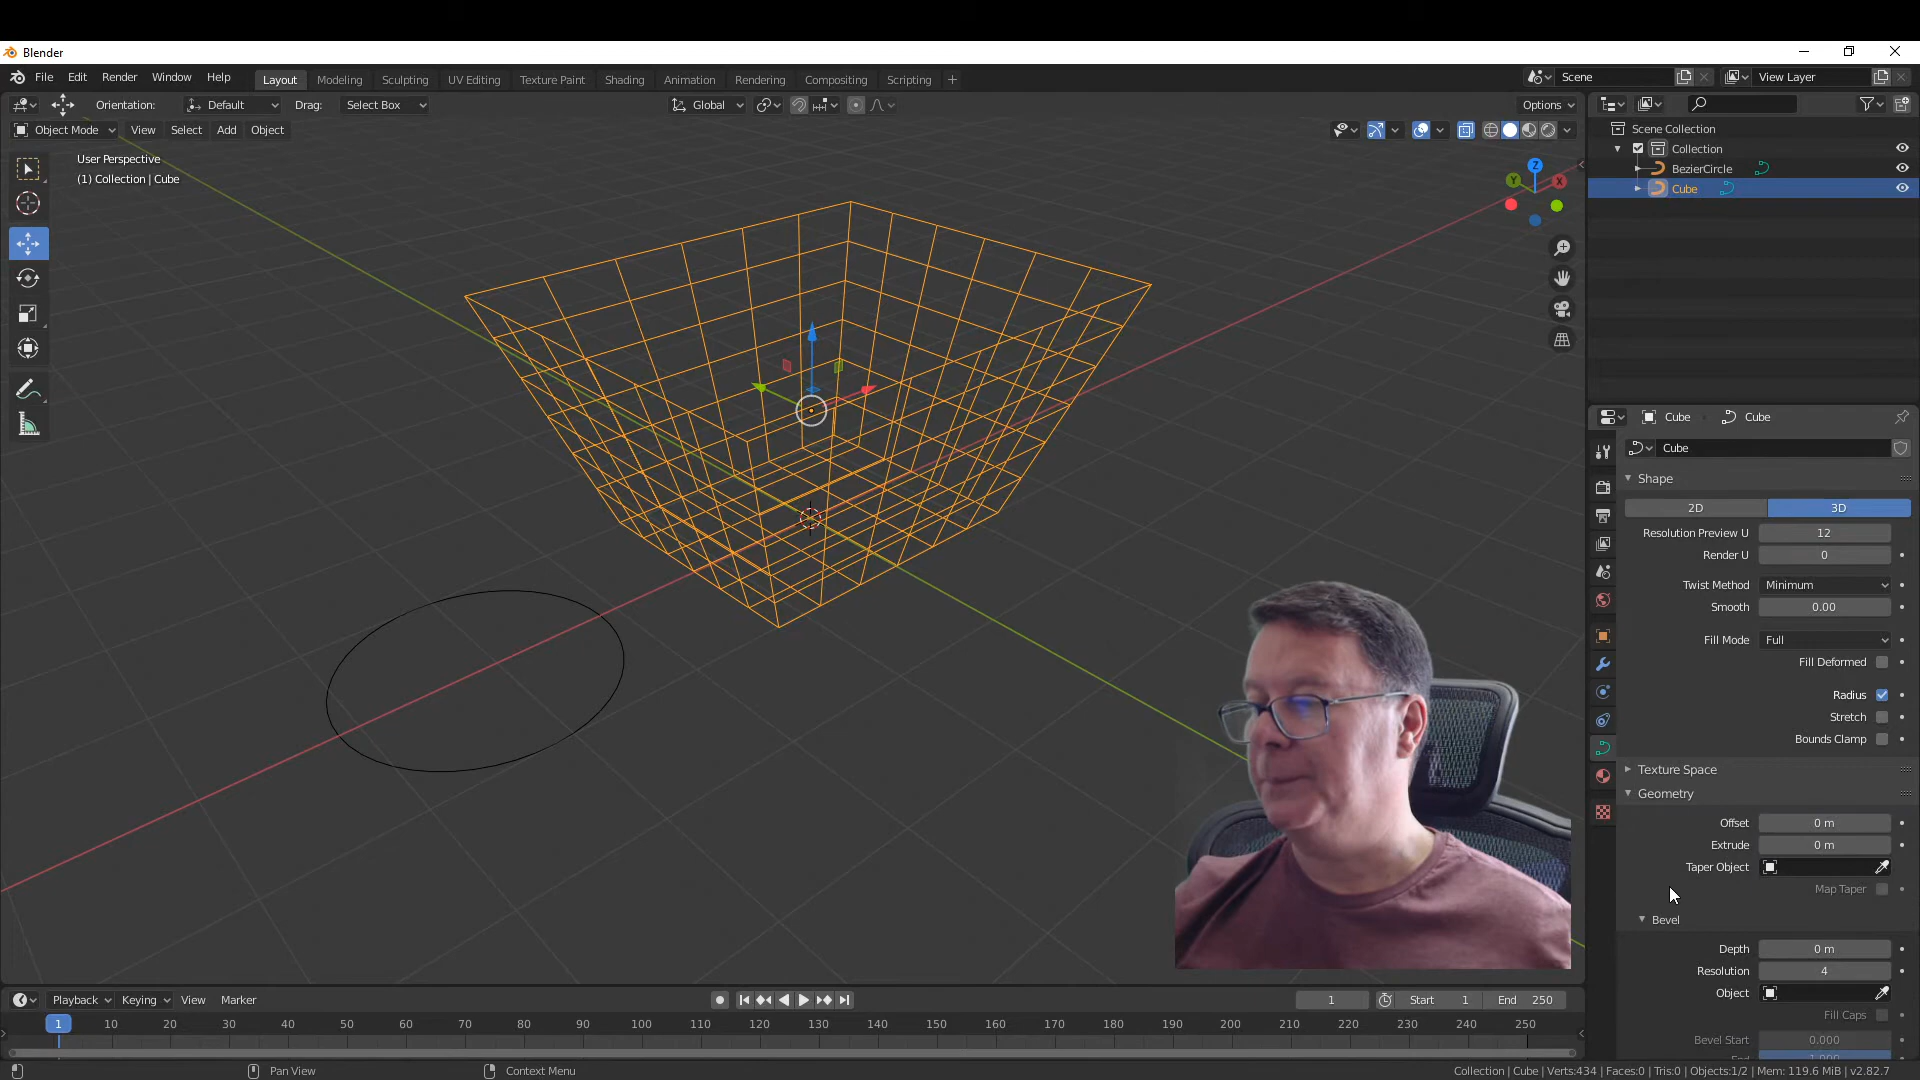 Blender
File Edit Render Window Help
Layout Modeling Sculpting UV Editing Texture Paint Shading Animation Rendering Compositing Scripting +
Scene
View Layer
Orientation: Default Drag: Select Box
Global
Options
Object Mode View Select Add Object
User Perspective
(1) Collection | Cube
Z
Y
X
Scene Collection
Collection
BezierCircle
Cube
Cube Cube
Cube
Shape
2D 3D
Resolution Preview U 12
Render U 0
Twist Method Minimum
Smooth 0.00
Fill Mode Full
Fill Deformed
Radius
Stretch
Bounds Clamp
Texture Space
Geometry
Offset 0 m
Extrude 0 m
Taper Object
Map Taper
Bevel
Depth 0 m
Resolution 4
Object
Fill Caps
Bevel Start 0.000
End 1.000
Playback Keying View Marker
1 Start 1 End 250
1 10 20 30 40 50 60 70 80 90 100 110 120 130 140 150 160 170 180 190 200 210 220 230 240 250
Pan View Context Menu
Collection | Cube | Verts:434 | Faces:0 | Tris:0 | Objects:1/2 | Mem: 119.6 MiB | v2.82.7